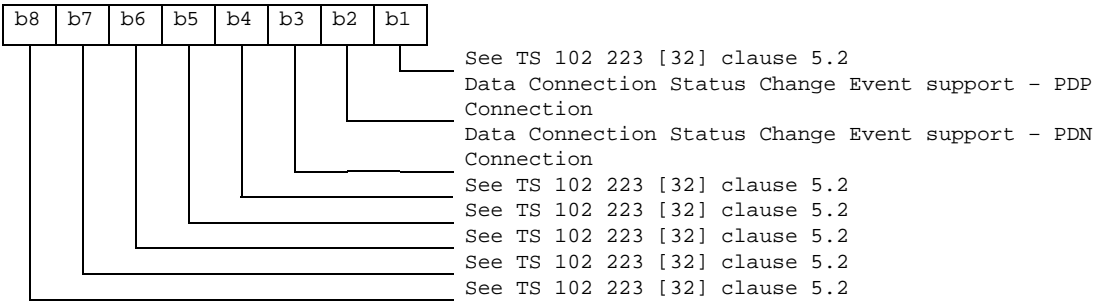 b8 b7 b6 b5 b4 b3 b2 b1
See TS 102 223 [32] clause 5.2
Data Connection Status Change Event support – PDP
Connection
Data Connection Status Change Event support – PDN
Connection
See TS 102 223 [32] clause 5.2
See TS 102 223 [32] clause 5.2
See TS 102 223 [32] clause 5.2
See TS 102 223 [32] clause 5.2
See TS 102 223 [32] clause 5.2